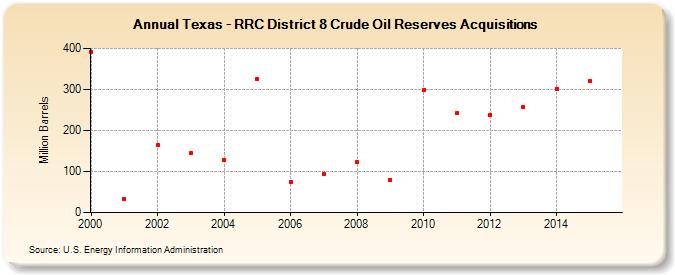 Annual Texas - RRC District 8 Crude Oil Reserves Acquisitions
Million Barrels
400
300
200
100
0
2000 2002 2004 2006 2008 2010 2012 2014
Source: U.S. Energy Information Administration